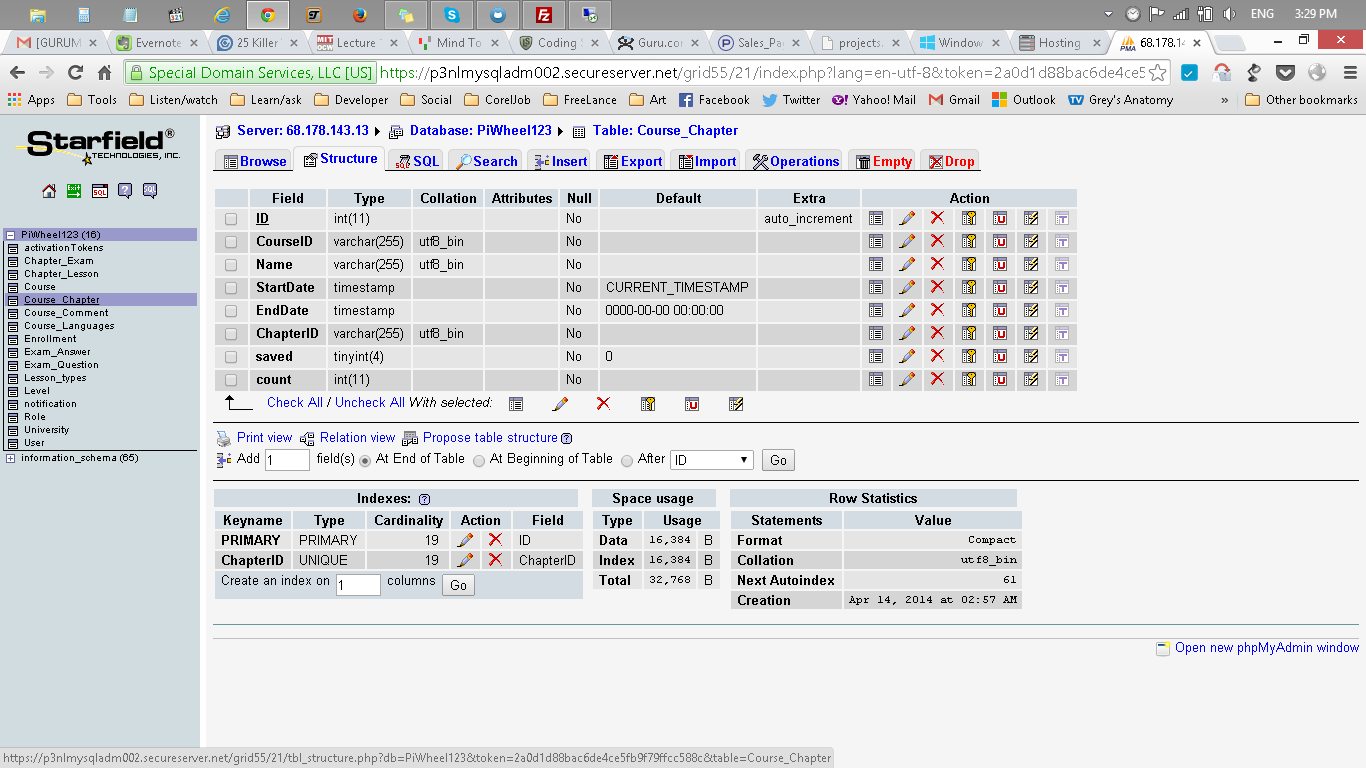 ENG 3:29 PM
[GURUM Evernote 25 Killer Lecture Mind To Coding Guru.com Sales_Pa projects. Window Hosting 68.178.14
Special Domain Services, LLC [US] https://p3nlmysqladm002.secureserver.net/grid55/21/index.php?lang=en-utf-8&token=2a0d1d88bac6de4ce5
Apps Tools Listen/watch Learn/ask Developer Social CorelJob FreeLance Art Facebook Twitter Yahoo! Mail Gmail Outlook Grey's Anatomy » Other bookmarks
Starfield®
TECHNOLOGIES, INC.
PiWheel123 (16)
activationTokens
Chapter_Exam
Chapter_Lesson
Course
Course_Chapter
Course_Comment
Course_Languages
Enrollment
Exam_Answer
Exam_Question
Lesson_types
Level
notification
Role
University
User
information_schema (65)
Server: 68.178.143.13 Database: PiWheel123 Table: Course_Chapter
Browse Structure SQL Search Insert Export Import Operations Empty Drop
Field Type Collation Attributes Null Default Extra Action
ID int(11) No auto_increment
CourseID varchar(255) utf8_bin No
Name varchar(255) utf8_bin No
StartDate timestamp No CURRENT_TIMESTAMP
EndDate timestamp No 0000-00-00 00:00:00
ChapterID varchar(255) utf8_bin No
saved tinyint(4) No 0
count int(11) No
Check All / Uncheck All With selected:
Print view Relation view Propose table structure
Add 1 field(s) At End of Table At Beginning of Table After ID Go
Indexes:
Keyname Type Cardinality Action Field
PRIMARY PRIMARY 19 ID
ChapterID UNIQUE 19 ChapterID
Create an index on 1 columns Go
Space usage
Type Usage
Data 16,384 B
Index 16,384 B
Total 32,768 B
Row Statistics
Statements Value
Format Compact
Collation utf8_bin
Next Autoindex 61
Creation Apr 14, 2014 at 02:57 AM
Open new phpMyAdmin window
https://p3nlmysqladm002.secureserver.net/grid55/21/tbl_structure.php?db=PiWheel123&token=2a0d1d88bac6de4ce5fb9f79ffcc588c&table=Course_Chapter